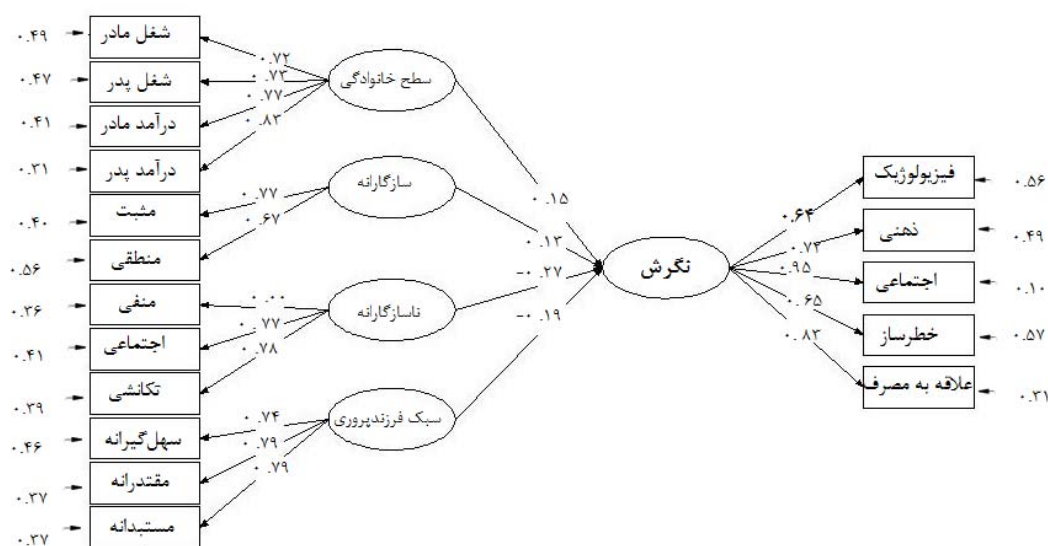 شغل مادر
شغل پدر
درآمد مادر
درآمد پدر
مثبت
منطقی
منفی
اجتماعی
تکانشی
سهل‌گیرانه
مقتدرانه
مستبدانه
۰.۴۹
۰.۴۷
۰.۴۱
۰.۳۱
۰.۴۰
۰.۵۶
۰.۳۶
۰.۴۱
۰.۳۹
۰.۴۶
۰.۳۷
۰.۳۷
۰.۷۲
۰.۷۳
۰.۷۷
۰.۸۳
۰.۷۷
۰.۶۷
۰.۰۰
۰.۷۷
۰.۷۸
۰.۷۴
۰.۷۹
۰.۷۹
سطح خانوادگی
سازگارانه
ناسازگارانه
سبک فرزندپروری
۰.۱۵
۰.۱۳
-۰.۲۷
-۰.۱۹
نگرش
۰.۶۴
۰.۹۵
۰.۶۵
۰.۸۳
فیزیولوژیک
ذهنی
اجتماعی
خطرساز
علاقه به مصرف
۰.۵۶
۰.۴۹
۰.۱۰
۰.۵۷
۰.۳۱